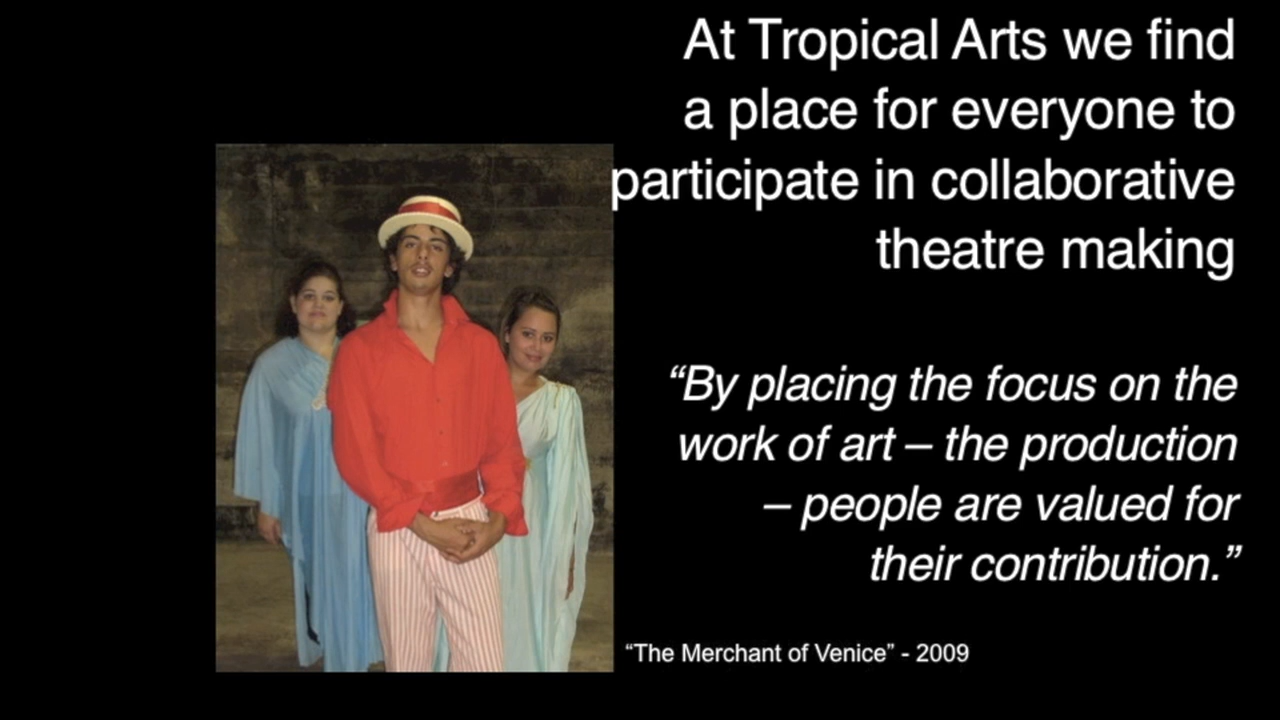 At Tropical Arts we find
a place for everyone to
participate in collaborative
theatre making
“By placing the focus on the
work of art – the production
– people are valued for
their contribution.”
“The Merchant of Venice” - 2009